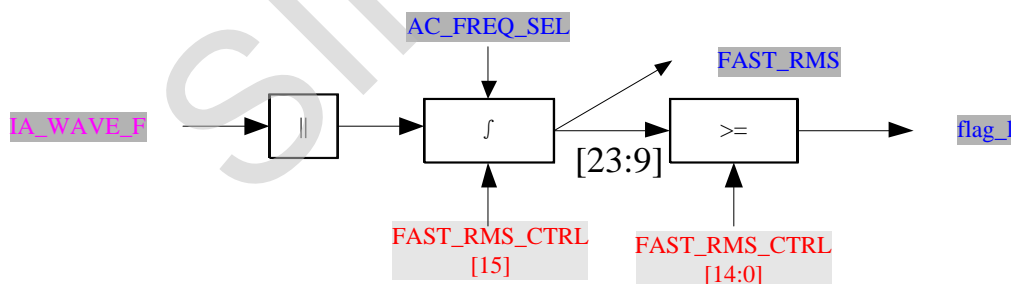 AC_FREQ_SEL
FAST_RMS
IA_WAVE_F
||
∫
>=
[23:9]
FAST_RMS_CTRL
[15]
FAST_RMS_CTRL
[14:0]